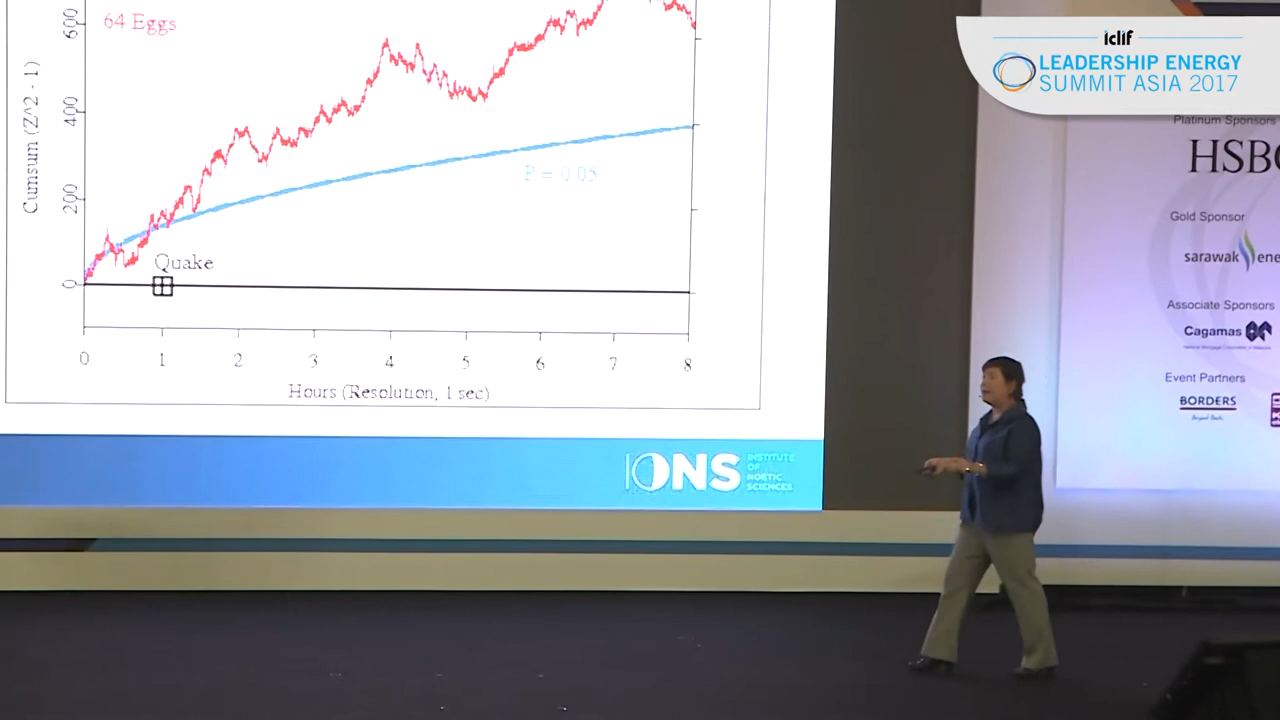 600
64 Eggs
400
200
0
Cumsum (Z^2 - 1)
P = 0.05
Quake
0 1 2 3 4 5 6 7 8
Hours (Resolution, 1 sec)
IONS
INSTITUTE
OF
NOETIC
SCIENCES
iclif
LEADERSHIP ENERGY
SUMMIT ASIA 2017
Platinum Sponsors
HSBC
Gold Sponsor
sarawak ene
Associate Sponsors
Cagamas
Event Partners
BORDERS